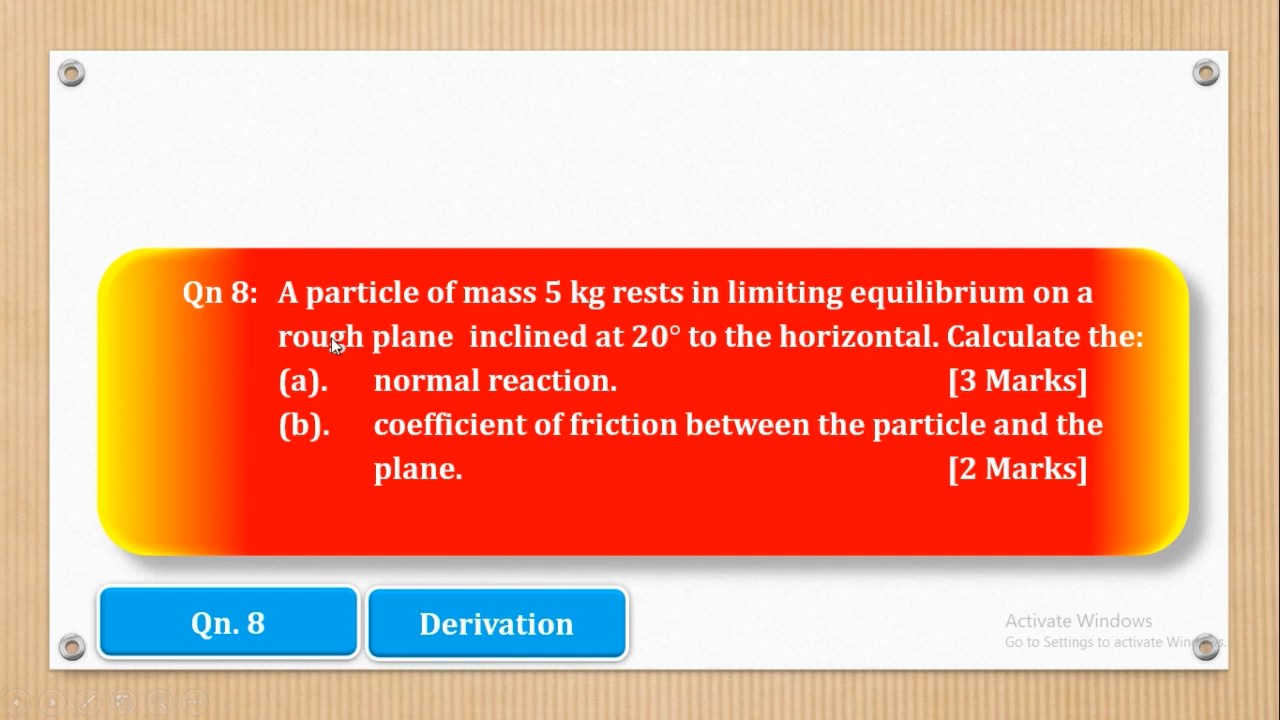 Qn 8: A particle of mass 5 kg rests in limiting equilibrium on a
rough plane inclined at 20° to the horizontal. Calculate the:
(a). normal reaction. [3 Marks]
(b). coefficient of friction between the particle and the
plane. [2 Marks]
Qn. 8
Derivation
Activate Windows
Go to Settings to activate Windows.